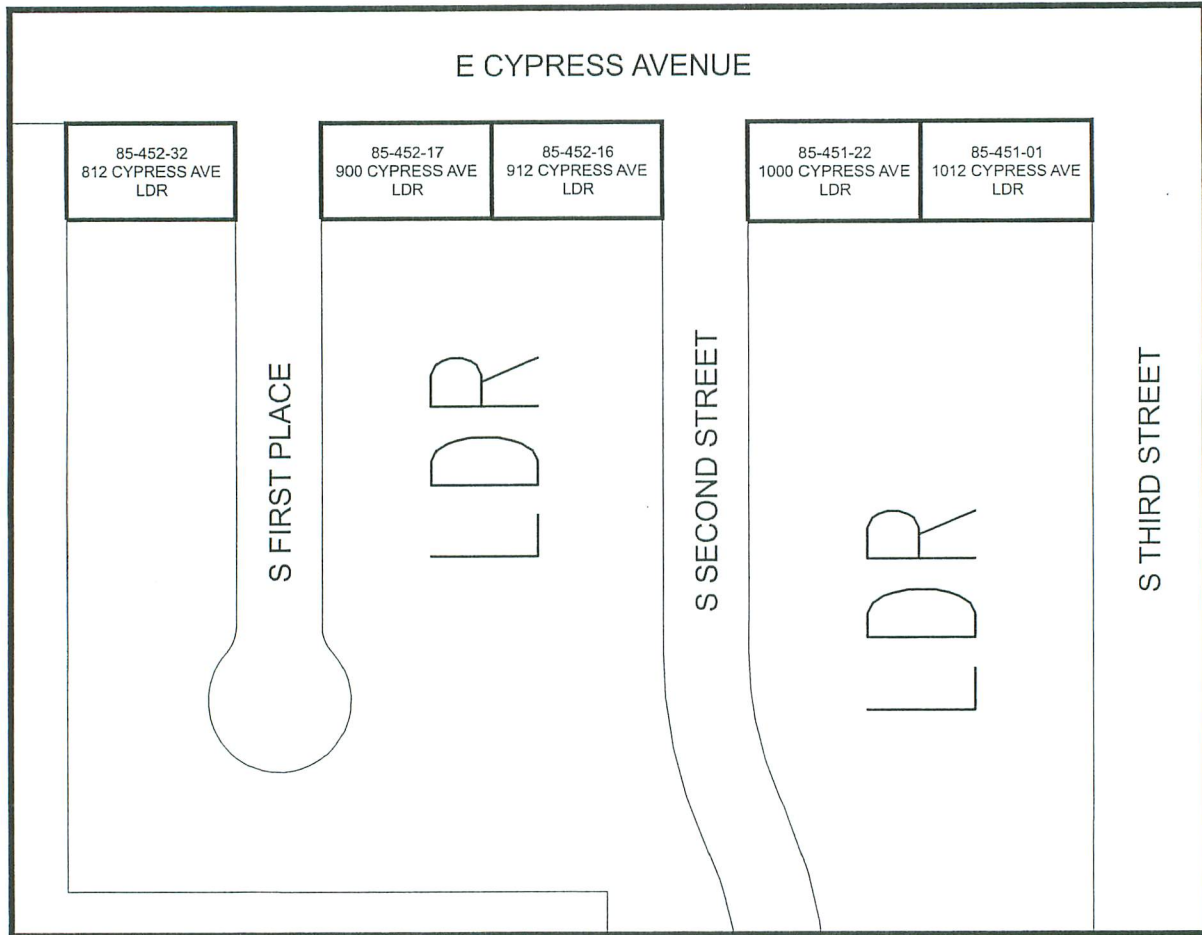 E CYPRESS AVENUE
85-452-32
812 CYPRESS AVE
LDR
85-452-17
900 CYPRESS AVE
LDR
85-452-16
912 CYPRESS AVE
LDR
85-451-22
1000 CYPRESS AVE
LDR
85-451-01
1012 CYPRESS AVE
LDR
S FIRST PLACE
LDR
S SECOND STREET
LDR
S THIRD STREET